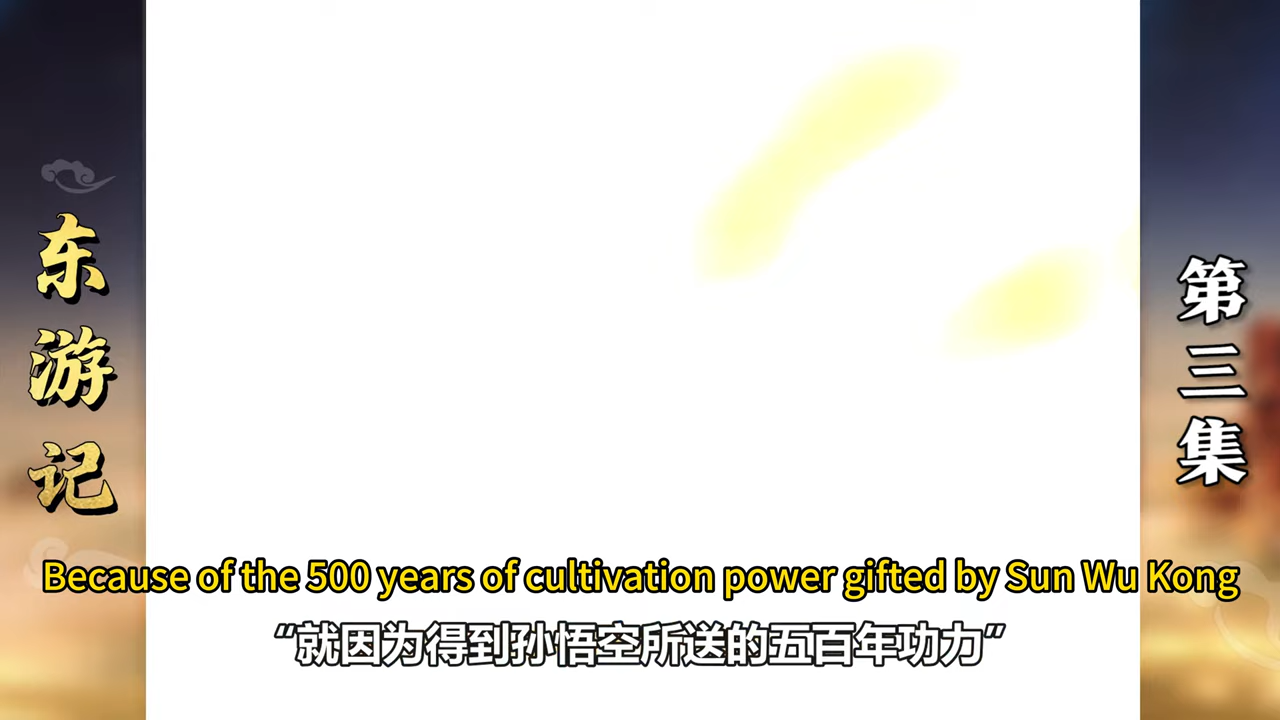 东游记
第三集
Because of the 500 years of cultivation power gifted by Sun Wu Kong
“就因为得到孙悟空所送的五百年功力”